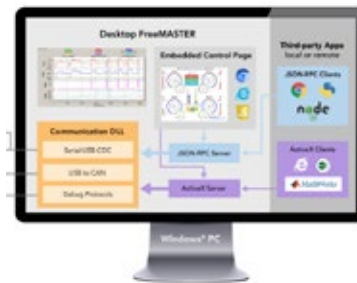 Desktop FreeMASTER
Embedded Control Page
Third-party Apps
local or remote
JSON-RPC Clients
node
Communication DLL
Serial/USB-CDC
USB to CAN
Debug Protocols
JSON-RPC Server
ActiveX Server
ActiveX Clients
MathWorks
Windows® PC